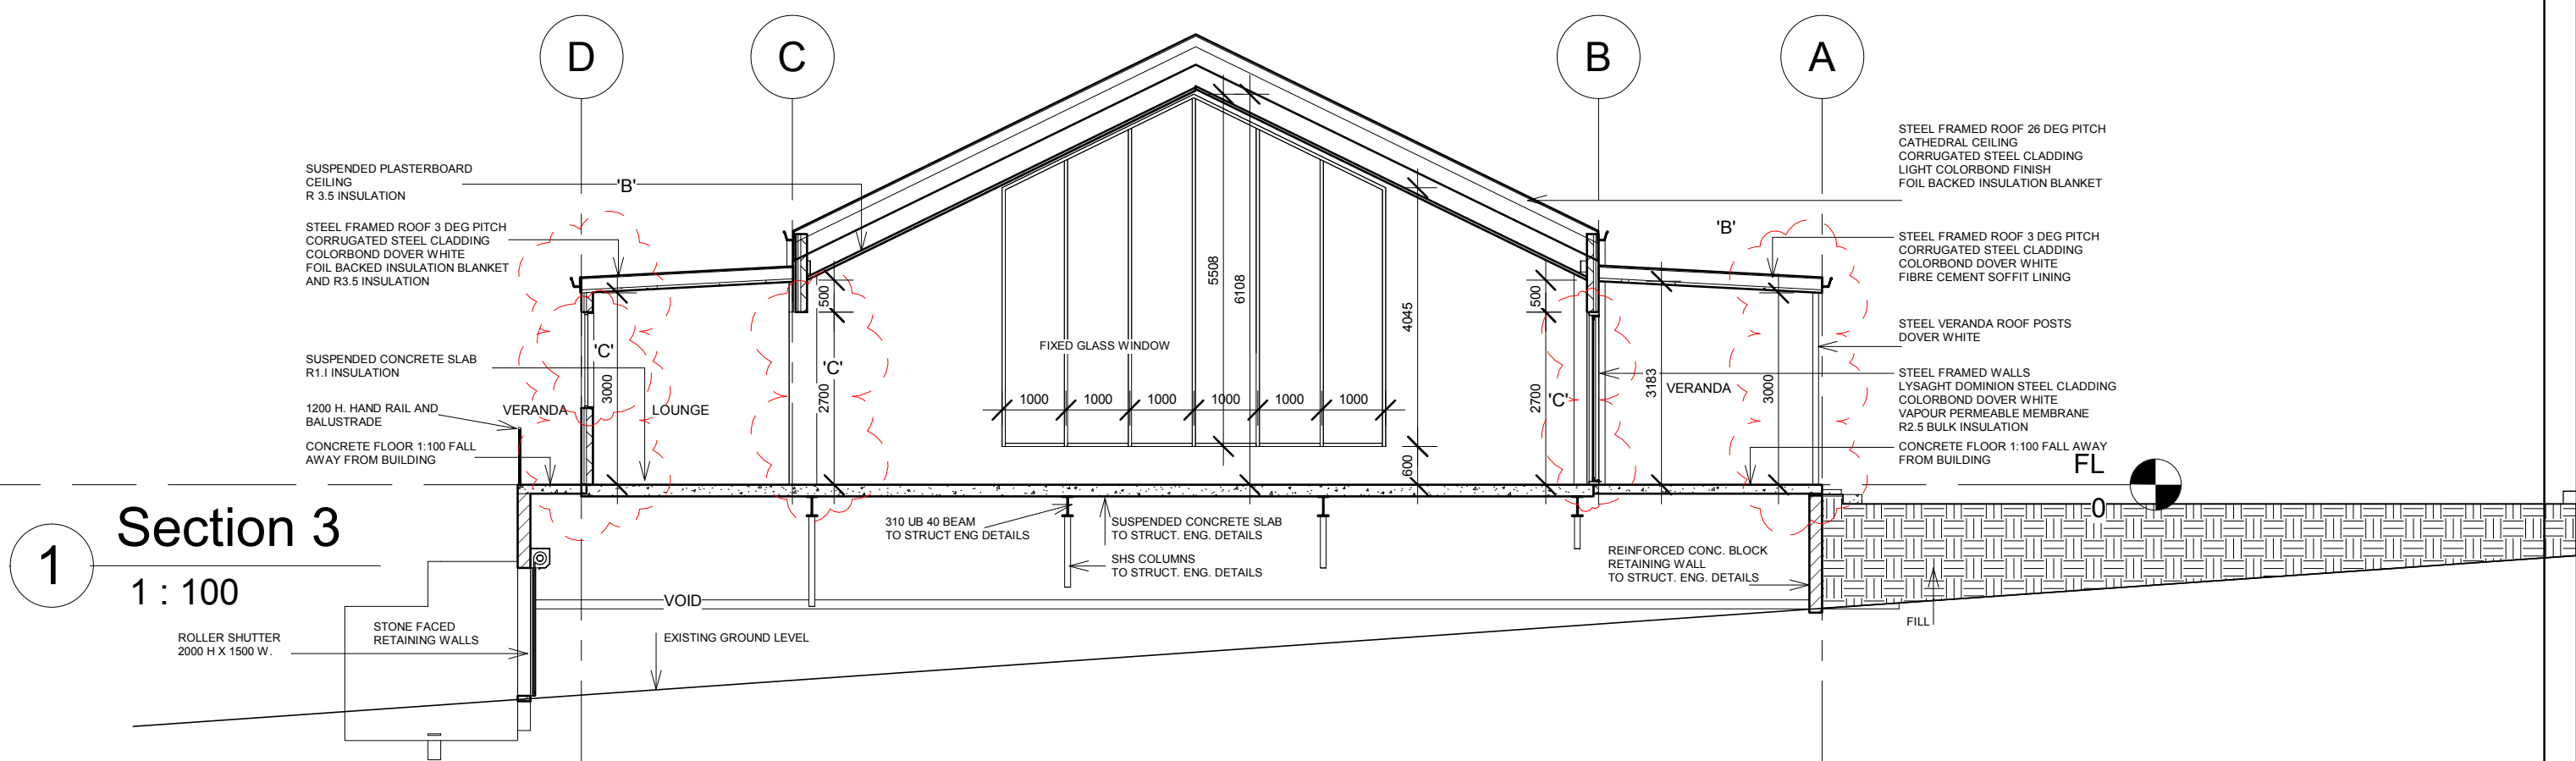 D
C
B
A
SUSPENDED PLASTERBOARD
CEILING
R 3.5 INSULATION
'B'
STEEL FRAMED ROOF 3 DEG PITCH
CORRUGATED STEEL CLADDING
COLORBOND DOVER WHITE
FOIL BACKED INSULATION BLANKET
AND R3.5 INSULATION
SUSPENDED CONCRETE SLAB
R1.I INSULATION
1200 H. HAND RAIL AND
BALUSTRADE
CONCRETE FLOOR 1:100 FALL
AWAY FROM BUILDING
VERANDA
'C'
3000
LOUNGE
500
'C'
2700
FIXED GLASS WINDOW
1000
1000
1000
1000
1000
1000
5508
6108
4045
600
500
2700
'C'
3183
VERANDA
3000
'B'
STEEL FRAMED ROOF 26 DEG PITCH
CATHEDRAL CEILING
CORRUGATED STEEL CLADDING
LIGHT COLORBOND FINISH
FOIL BACKED INSULATION BLANKET
STEEL FRAMED ROOF 3 DEG PITCH
CORRUGATED STEEL CLADDING
COLORBOND DOVER WHITE
FIBRE CEMENT SOFFIT LINING
STEEL VERANDA ROOF POSTS
DOVER WHITE
STEEL FRAMED WALLS
LYSAGHT DOMINION STEEL CLADDING
COLORBOND DOVER WHITE
VAPOUR PERMEABLE MEMBRANE
R2.5 BULK INSULATION
CONCRETE FLOOR 1:100 FALL AWAY
FROM BUILDING
FL
0
310 UB 40 BEAM
TO STRUCT ENG DETAILS
SUSPENDED CONCRETE SLAB
TO STRUCT. ENG. DETAILS
SHS COLUMNS
TO STRUCT. ENG. DETAILS
REINFORCED CONC. BLOCK
RETAINING WALL
TO STRUCT. ENG. DETAILS
VOID
FILL
EXISTING GROUND LEVEL
STONE FACED
RETAINING WALLS
ROLLER SHUTTER
2000 H X 1500 W.
1
Section 3
1 : 100